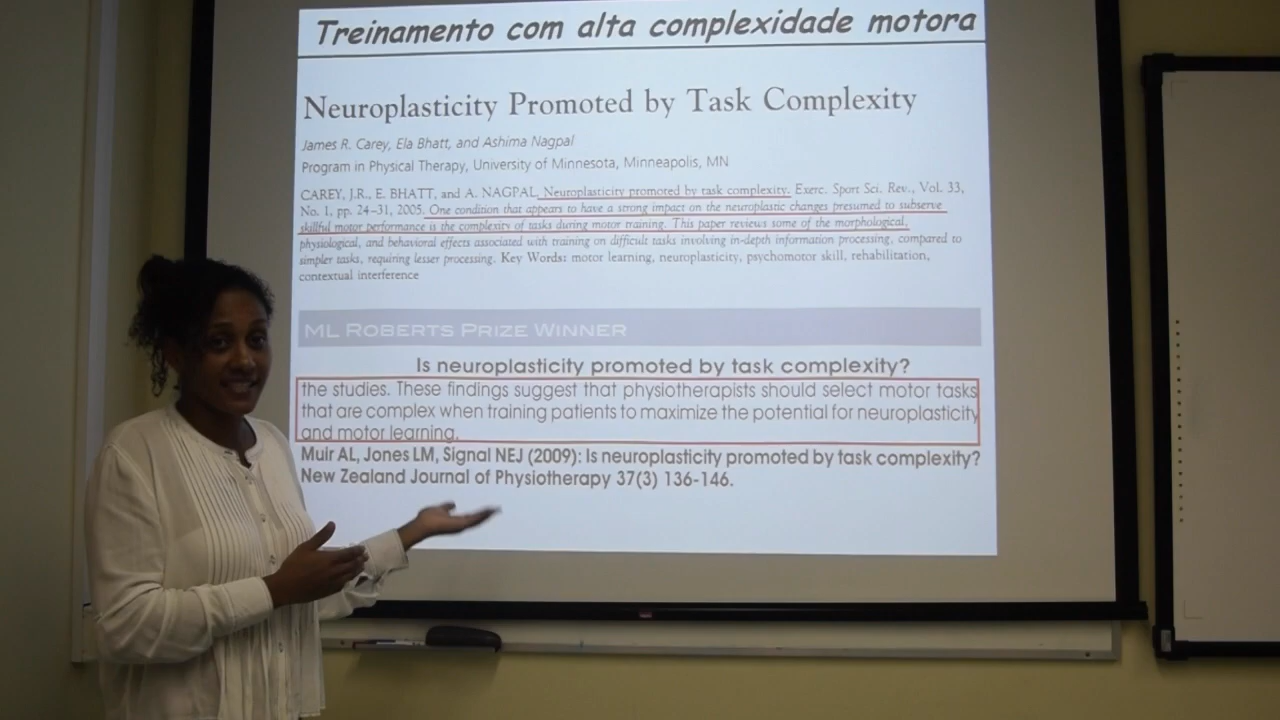 Treinamento com alta complexidade motora
Neuroplasticity Promoted by Task Complexity
James R. Carey, Ela Bhatt, and Ashima Nagpal
Program in Physical Therapy, University of Minnesota, Minneapolis, MN
CAREY, J.R., E. BHATT, and A. NAGPAL. Neuroplasticity promoted by task complexity. Exerc. Sport Sci. Rev., Vol. 33,
No. 1, pp. 24–31, 2005. One condition that appears to have a strong impact on the neuroplastic changes presumed to subserve
skillful motor performance is the complexity of tasks during motor training. This paper reviews some of the morphological,
physiological, and behavioral effects associated with training on difficult tasks involving in-depth information processing, compared to
simpler tasks, requiring lesser processing. Key Words: motor learning, neuroplasticity, psychomotor skill, rehabilitation,
contextual interference
ML ROBERTS PRIZE WINNER
Is neuroplasticity promoted by task complexity?
the studies. These findings suggest that physiotherapists should select motor tasks
that are complex when training patients to maximize the potential for neuroplasticity
and motor learning.
Muir AL, Jones LM, Signal NEJ (2009): Is neuroplasticity promoted by task complexity?
New Zealand Journal of Physiotherapy 37(3) 136-146.